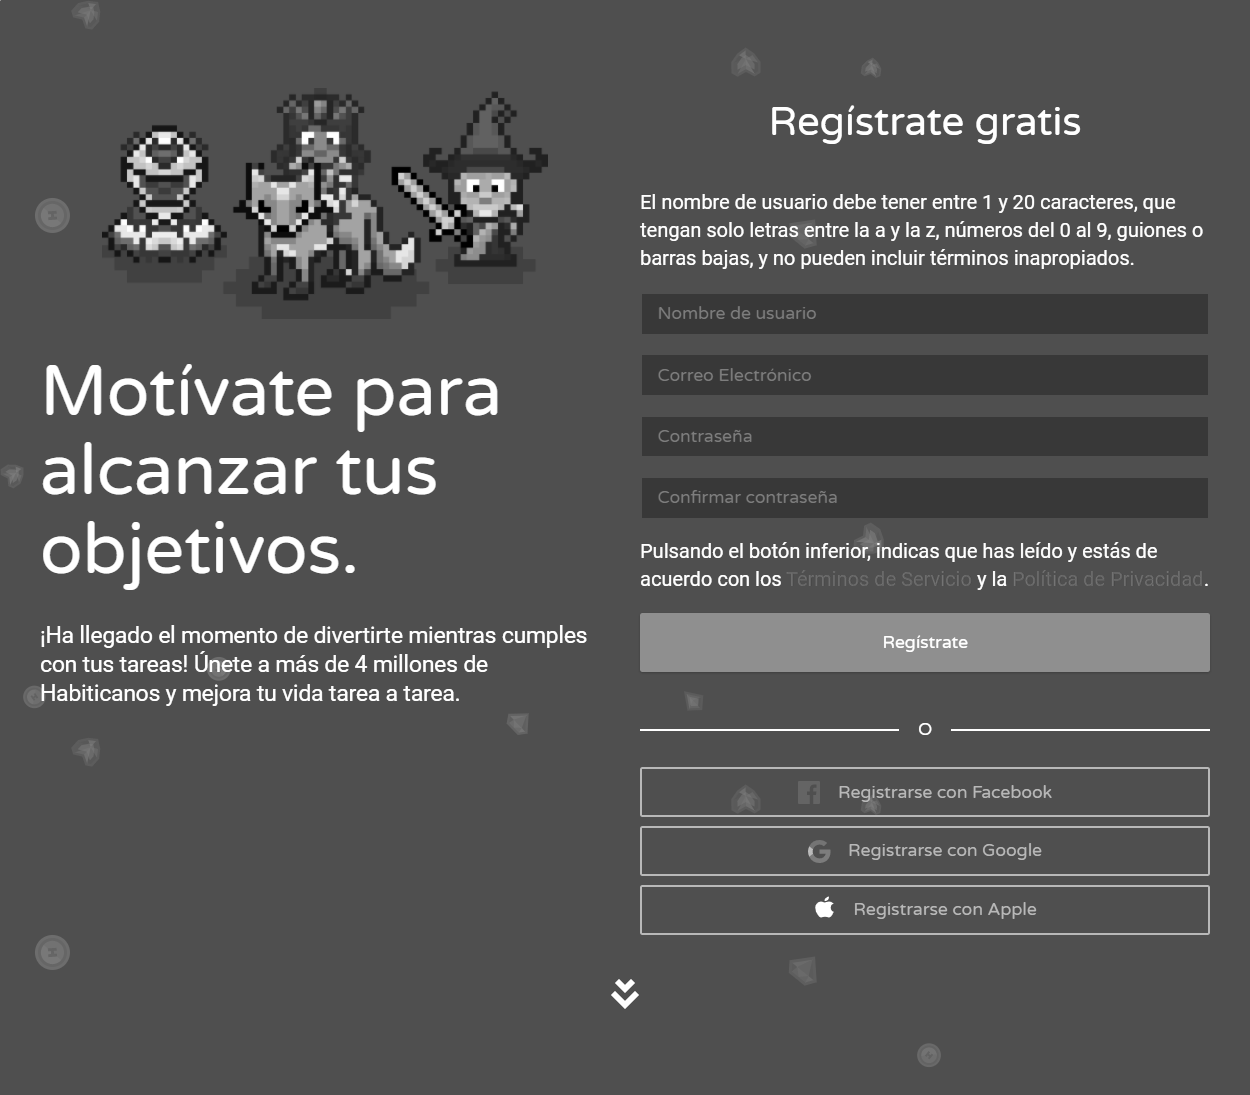 Motívate para
alcanzar tus
objetivos.
¡Ha llegado el momento de divertirte mientras cumples
con tus tareas! Únete a más de 4 millones de
Habiticanos y mejora tu vida tarea a tarea.
Regístrate gratis
El nombre de usuario debe tener entre 1 y 20 caracteres, que
tengan solo letras entre la a y la z, números del 0 al 9, guiones o
barras bajas, y no pueden incluir términos inapropiados.
Nombre de usuario
Correo Electrónico
Contraseña
Confirmar contraseña
Pulsando el botón inferior, indicas que has leído y estás de
acuerdo con los Términos de Servicio y la Política de Privacidad.
Regístrate
O
Registrarse con Facebook
Registrarse con Google
Registrarse con Apple